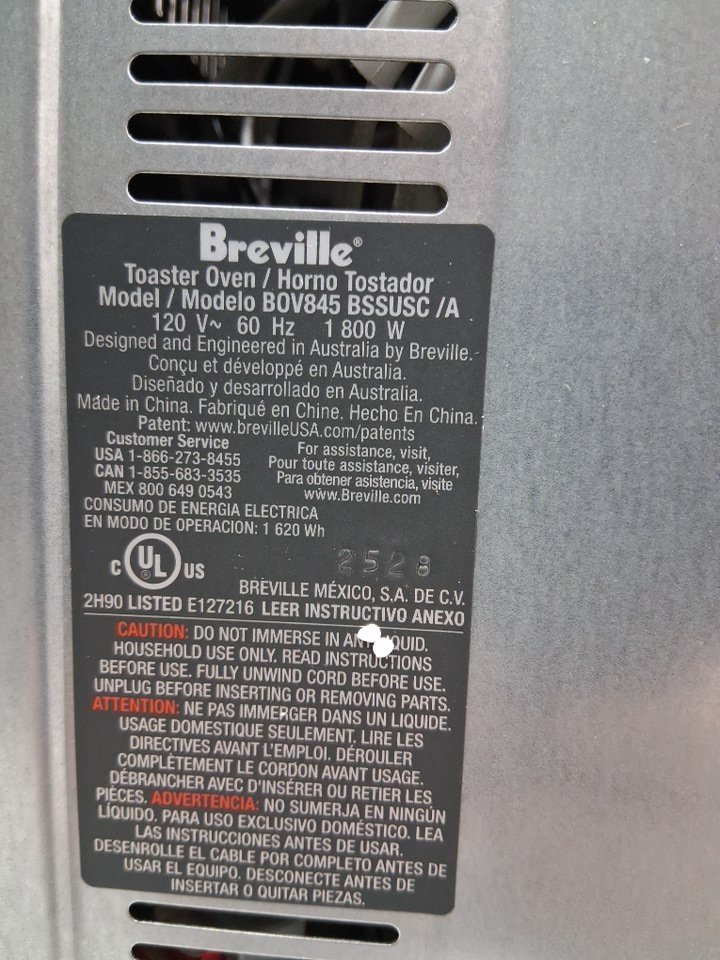 Breville®
Toaster Oven / Horno Tostador
Model / Modelo BOV845 BSSUSC /A
120 V~ 60 Hz 1 800 W
Designed and Engineered in Australia by Breville.
Conçu et développé en Australia.
Diseñado y desarrollado en Australia.
Made in China. Fabriqué en Chine. Hecho En China.
Patent: www.brevilleUSA.com/patents
Customer Service
USA 1-866-273-8455
CAN 1-855-683-3535
MEX 800 649 0543
For assistance, visit,
Pour toute assistance, visiter,
Para obtener asistencia, visite
www.Breville.com
CONSUMO DE ENERGIA ELECTRICA
EN MODO DE OPERACION: 1 620 Wh
C UL ® US
2528
BREVILLE MÉXICO, S.A. DE C.V.
2H90 LISTED E127216 LEER INSTRUCTIVO ANEXO
CAUTION: DO NOT IMMERSE IN
HOUSEHOLD USE ONLY. READ INSTRUCTIONS
BEFORE USE. FULLY UNWIND CORD BEFORE USE.
UNPLUG BEFORE INSERTING OR REMOVING PARTS.
ATTENTION: NE PAS IMMERGER DANS UN LIQUIDE.
USAGE DOMESTIQUE SEULEMENT. LIRE LES
DIRECTIVES AVANT L'EMPLOI. DÉROULER
COMPLÈTEMENT LE CORDON AVANT USAGE.
DÉBRANCHER AVEC D'INSÉRER OU RETIER LES
PIÈCES. ADVERTENCIA: NO SUMERJA EN NINGÚN
LÍQUIDO. PARA USO EXCLUSIVO DOMÉSTICO. LEA
LAS INSTRUCCIONES ANTES DE USAR.
DESENROLLE EL CABLE POR COMPLETO ANTES DE
USAR EL EQUIPO. DESCONECTE ANTES DE
INSERTAR O QUITAR PIEZAS.